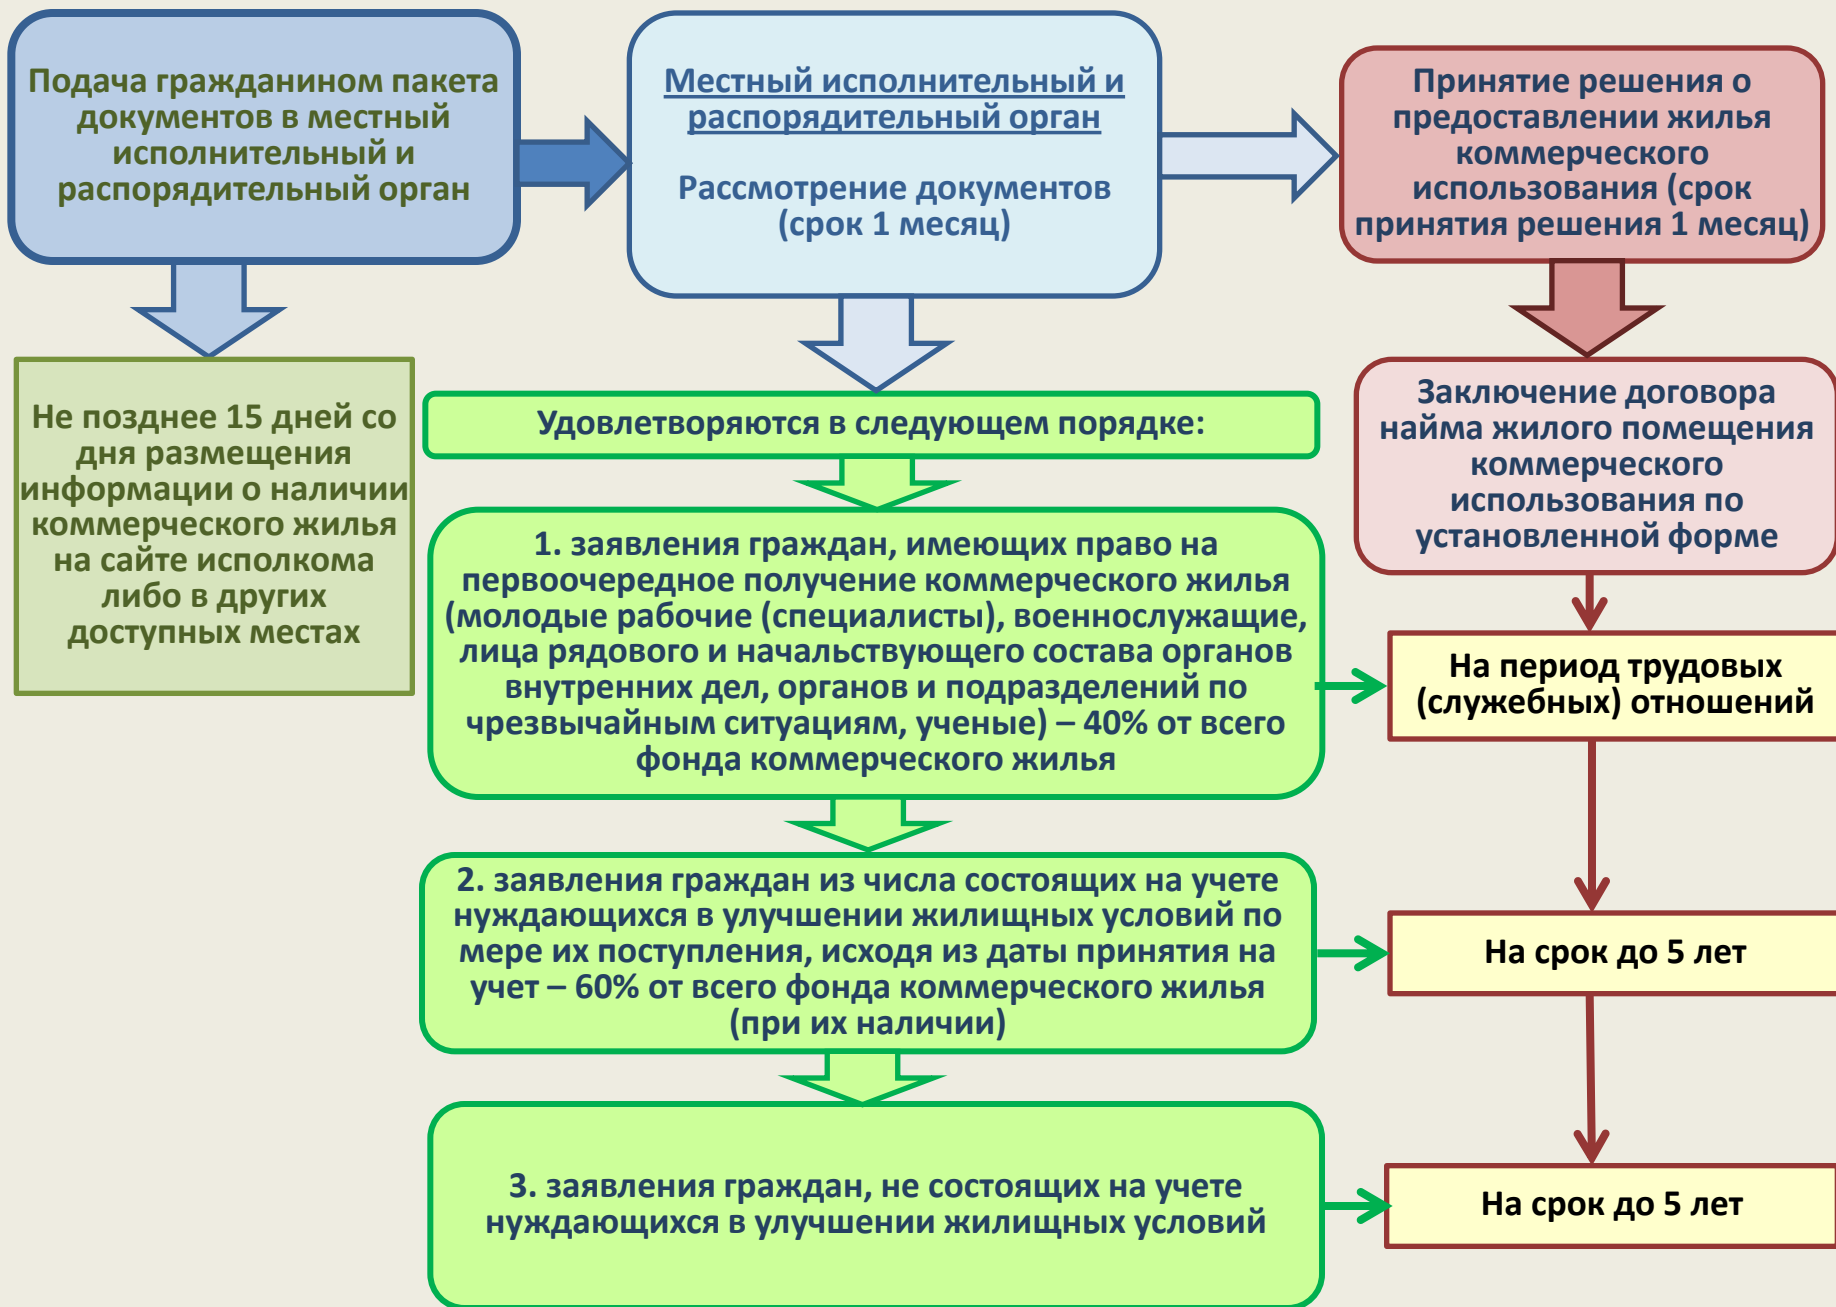 Подача гражданином пакета
документов в местный
исполнительный и
распорядительный орган
Местный исполнительный и
распорядительный орган
Рассмотрение документов
(срок 1 месяц)
Принятие решения о
предоставлении жилья
коммерческого
использования (срок
принятия решения 1 месяц)
Не позднее 15 дней со
дня размещения
информации о наличии
коммерческого жилья
на сайте исполкома
либо в других
доступных местах
Удовлетворяются в следующем порядке:
Заключение договора
найма жилого помещения
коммерческого
использования по
установленной форме
1. заявления граждан, имеющих право на
первоочередное получение коммерческого жилья
(молодые рабочие (специалисты), военнослужащие,
лица рядового и начальствующего состава органов
внутренних дел, органов и подразделений по
чрезвычайным ситуациям, ученые) – 40% от всего
фонда коммерческого жилья
На период трудовых
(служебных) отношений
2. заявления граждан из числа состоящих на учете
нуждающихся в улучшении жилищных условий по
мере их поступления, исходя из даты принятия на
учет – 60% от всего фонда коммерческого жилья
(при их наличии)
На срок до 5 лет
3. заявления граждан, не состоящих на учете
нуждающихся в улучшении жилищных условий
На срок до 5 лет